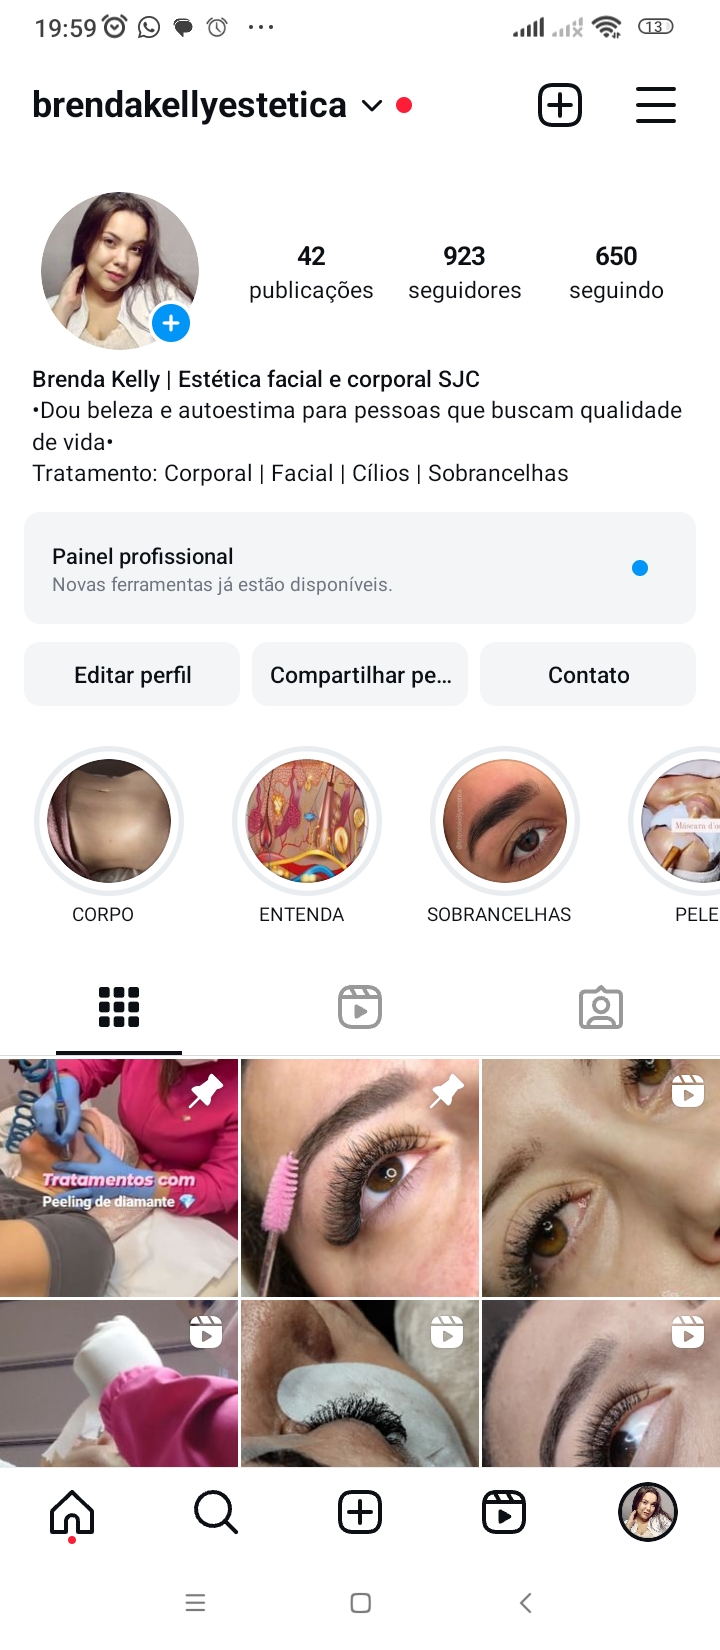 19:59
13
brendakellyestetica
42
923
650
publicações
seguidores
seguindo
Brenda Kelly | Estética facial e corporal SJC
•Dou beleza e autoestima para pessoas que buscam qualidade
de vida•
Tratamento: Corporal | Facial | Cílios | Sobrancelhas
Painel profissional
Novas ferramentas já estão disponíveis.
Editar perfil
Compartilhar pe...
Contato
Máscara d'o
CORPO
ENTENDA
SOBRANCELHAS
PELE
Tratamentos com
Peeling de diamante 💎